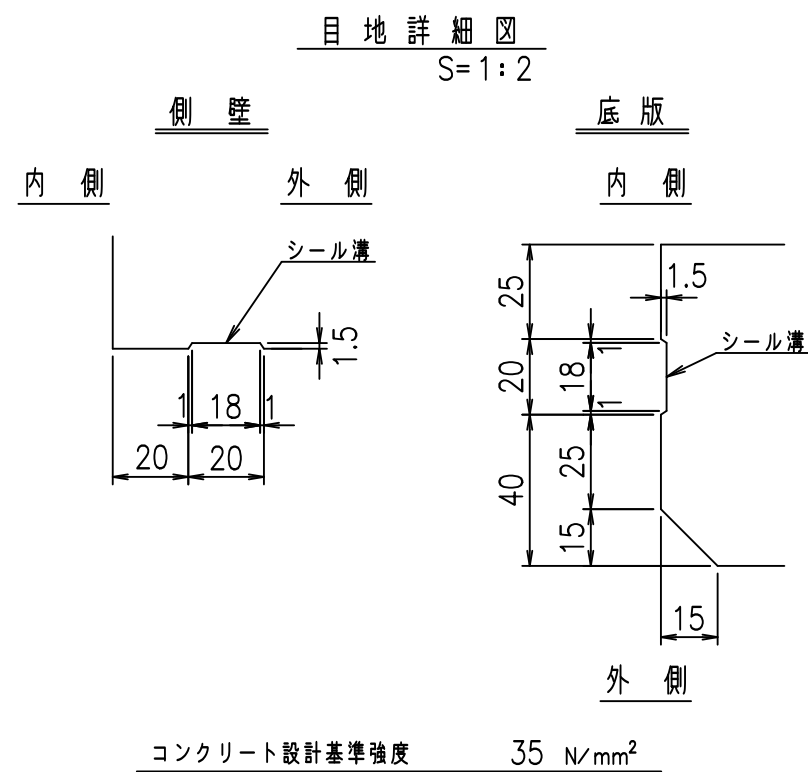 目地詳細図
S=1:2
側壁
内側 外側
シール溝
1.5
1 18 1
20 20
底版
内側
1.5
シール溝
25
20
40
1
18
1
25
15
15
外側
コンクリート設計基準強度 35 N/mm²